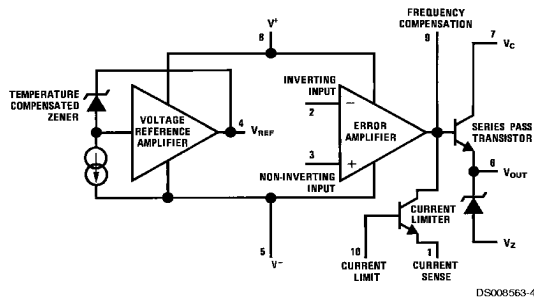 FREQUENCY
COMPENSATION
V+
8
9
7
VC
TEMPERATURE
COMPENSATED
ZENER
VOLTAGE
REFERENCE
AMPLIFIER
4
VREF
INVERTING
INPUT
2
−
ERROR
AMPLIFIER
SERIES PASS
TRANSISTOR
3
+
NON-INVERTING
INPUT
6
VOUT
CURRENT
LIMITER
5
V−
10
CURRENT
LIMIT
1
CURRENT
SENSE
VZ
DS008563-4